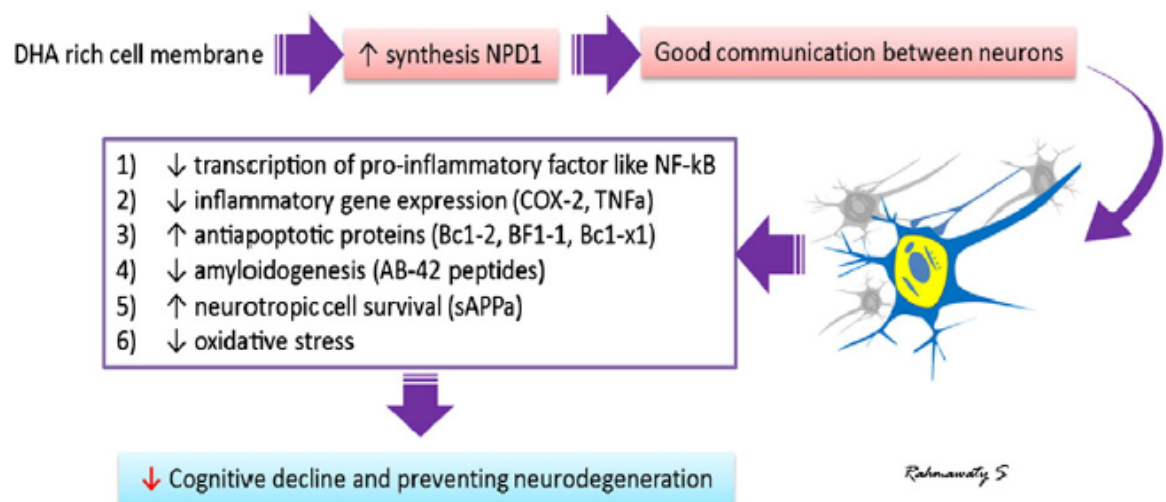 DHA rich cell membrane
↑ synthesis NPD1
Good communication between neurons
1) ↓ transcription of pro-inflammatory factor like NF-kB
2) ↓ inflammatory gene expression (COX-2, TNFa)
3) ↑ antiapoptotic proteins (Bc1-2, BF1-1, Bc1-x1)
4) ↓ amyloidogenesis (AB-42 peptides)
5) ↑ neurotropic cell survival (sAPPa)
6) ↓ oxidative stress
↓ Cognitive decline and preventing neurodegeneration
Rahmawaty S